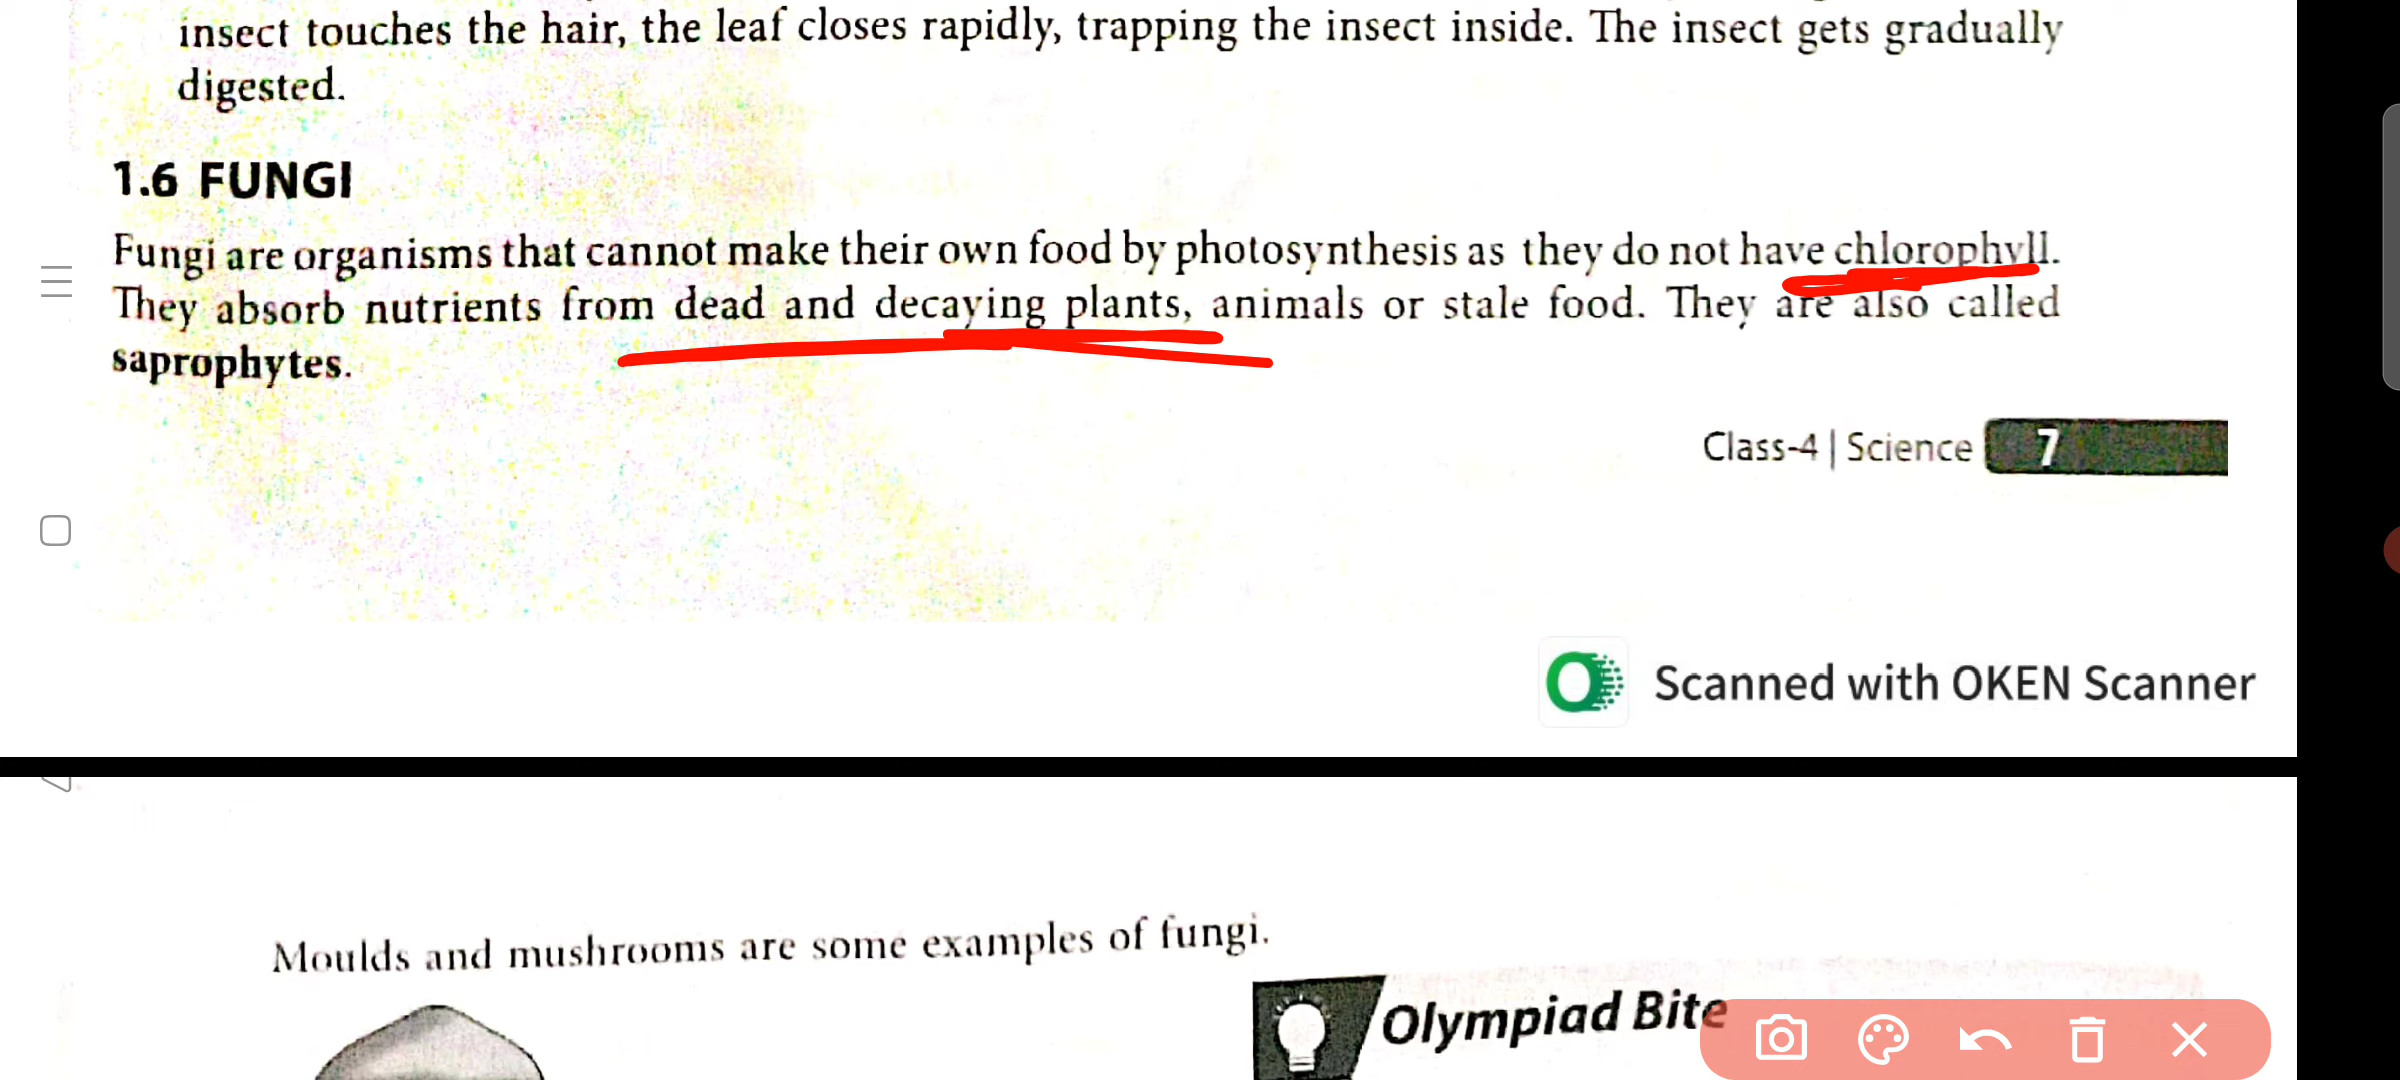 insect touches the hair, the leaf closes rapidly, trapping the insect inside. The insect gets gradually
digested.
1.6 FUNGI
Fungi are organisms that cannot make their own food by photosynthesis as they do not have chlorophyll.
They absorb nutrients from dead and decaying plants, animals or stale food. They are also called
saprophytes.
Class-4 | Science 7
Scanned with OKEN Scanner
Moulds and mushrooms are some examples of fungi.
Olympiad Bite